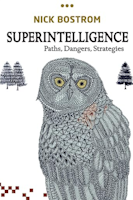 NICK BOSTROM
SUPERINTELLIGENCE
Paths, Dangers, Strategies